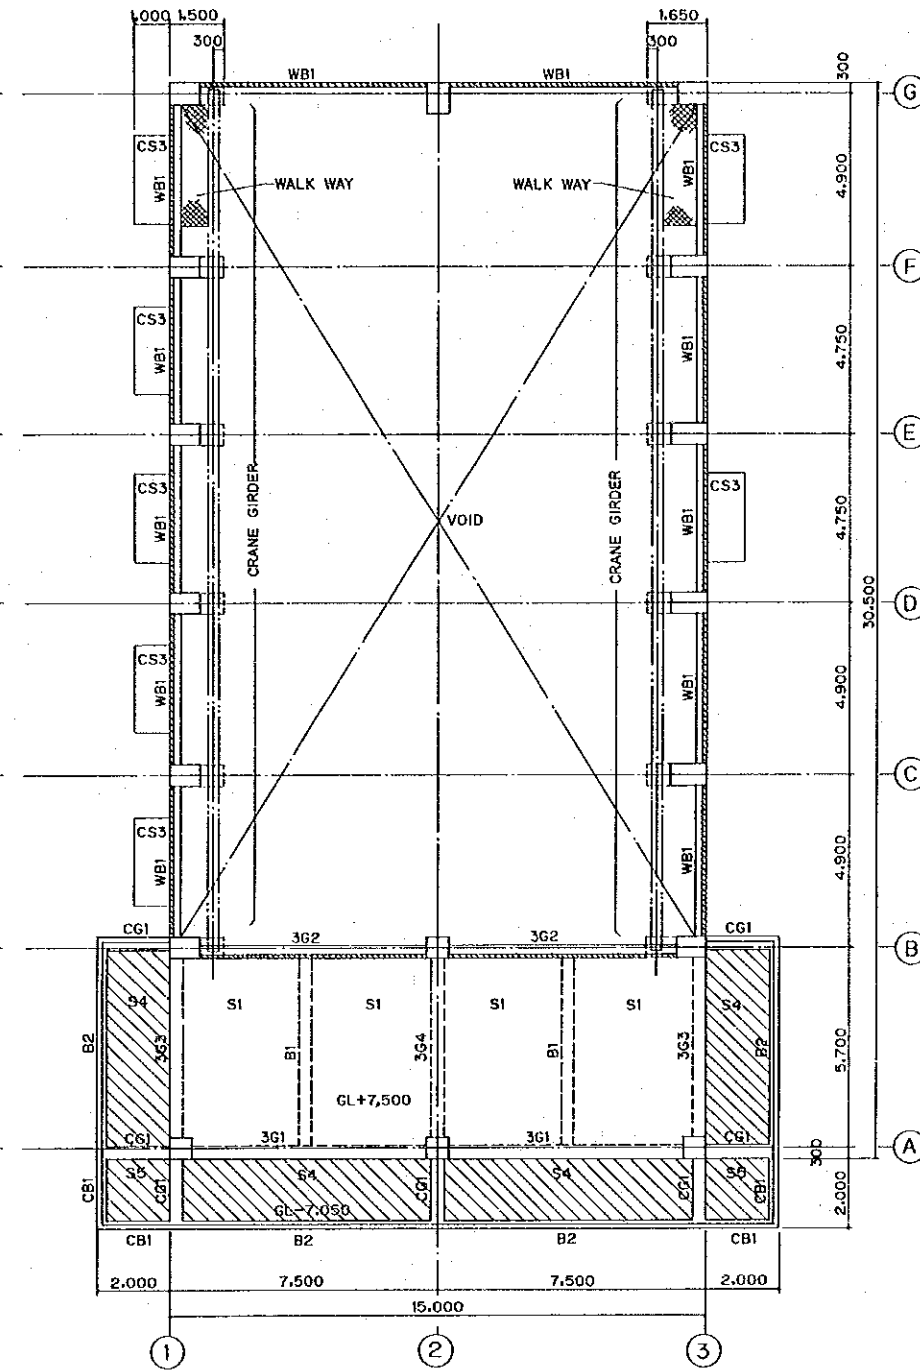 1,000 1,500
1,650
300
300
WB1
WB1
300
G
CS3
WB1
WALK WAY
WALK WAY
WB1
CS3
4.900
F
CS3
WB1
WB1
4.750
E
CS3
WB1
CRANE GIRDER
VOID
CRANE GIRDER
WB1
CS3
4.750
D
30.500
CS3
WB1
WB1
4.900
C
CS3
WB1
WB1
4.900
CG1
3G2
3G2
CG1
B
S4
S1
S1
S1
S1
S4
B2
3G3
B1
3G4
B1
3G3
B2
5.700
GL+7,500
CG1
3G1
3G1
CG1
A
300
CB1
S5
CG1
S4
CG1
S4
CG1
S5
CB1
GL-7.050
2.000
CB1
B2
B2
CB1
2.000
7.500
7.500
2.000
15.000
1
2
3